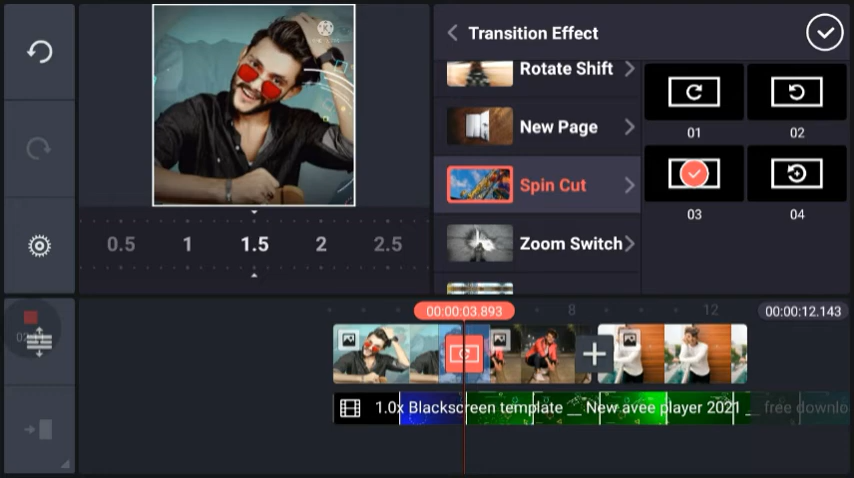 Transition Effect
Rotate Shift
New Page
Spin Cut
Zoom Switch
01
02
03
04
0.5 1 1.5 2 2.5
00:00:03.893
8
12
00:00:12.143
1.0x Blackscreen template __ New avee player 2021 __ free downlo